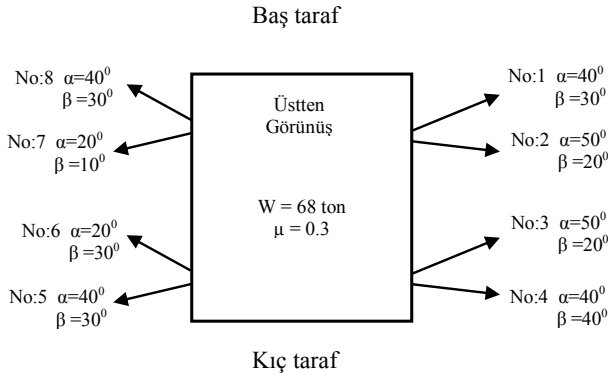 Baş taraf
No:8 α=40⁰
β =30⁰
No:7 α=20⁰
β =10⁰
No:6 α=20⁰
β =30⁰
No:5 α=40⁰
β =30⁰
Üstten
Görünüş
W = 68 ton
μ = 0.3
No:1 α=40⁰
β =30⁰
No:2 α=50⁰
β =20⁰
No:3 α=50⁰
β =20⁰
No:4 α=40⁰
β =40⁰
Kıç taraf